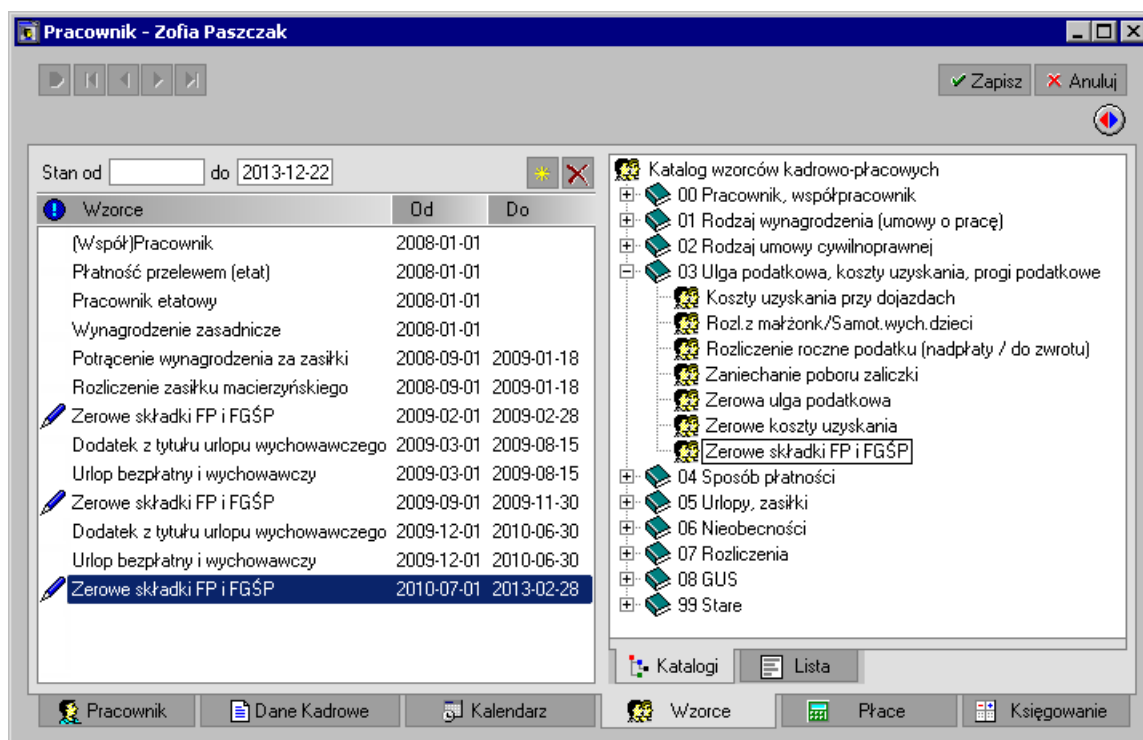 Pracownik - Zofia Paszczak
Zapisz
Anuluj
Stan od do 2013-12-22
Wzorce Od Do
(Współ)Pracownik 2008-01-01
Płatność przelewem (etat) 2008-01-01
Pracownik etatowy 2008-01-01
Wynagrodzenie zasadnicze 2008-01-01
Potrącenie wynagrodzenia za zasiłki 2008-09-01 2009-01-18
Rozliczenie zasiłku macierzyńskiego 2008-09-01 2009-01-18
Zerowe składki FP i FGŚP 2009-02-01 2009-02-28
Dodatek z tytułu urlopu wychowawczego 2009-03-01 2009-08-15
Urlop bezpłatny i wychowawczy 2009-03-01 2009-08-15
Zerowe składki FP i FGŚP 2009-09-01 2009-11-30
Dodatek z tytułu urlopu wychowawczego 2009-12-01 2010-06-30
Urlop bezpłatny i wychowawczy 2009-12-01 2010-06-30
Zerowe składki FP i FGŚP 2010-07-01 2013-02-28
Katalog wzorców kadrowo-płacowych
00 Pracownik, współpracownik
01 Rodzaj wynagrodzenia (umowy o pracę)
02 Rodzaj umowy cywilnoprawnej
03 Ulga podatkowa, koszty uzyskania, progi podatkowe
Koszty uzyskania przy dojazdach
Rozl.z małżonk/Samot.wych.dzieci
Rozliczenie roczne podatku (nadpłaty / do zwrotu)
Zaniechanie poboru zaliczki
Zerowa ulga podatkowa
Zerowe koszty uzyskania
Zerowe składki FP i FGŚP
04 Sposób płatności
05 Urlopy, zasiłki
06 Nieobecności
07 Rozliczenia
08 GUS
99 Stare
Katalogi
Lista
Pracownik
Dane Kadrowe
Kalendarz
Wzorce
Płace
Księgowanie